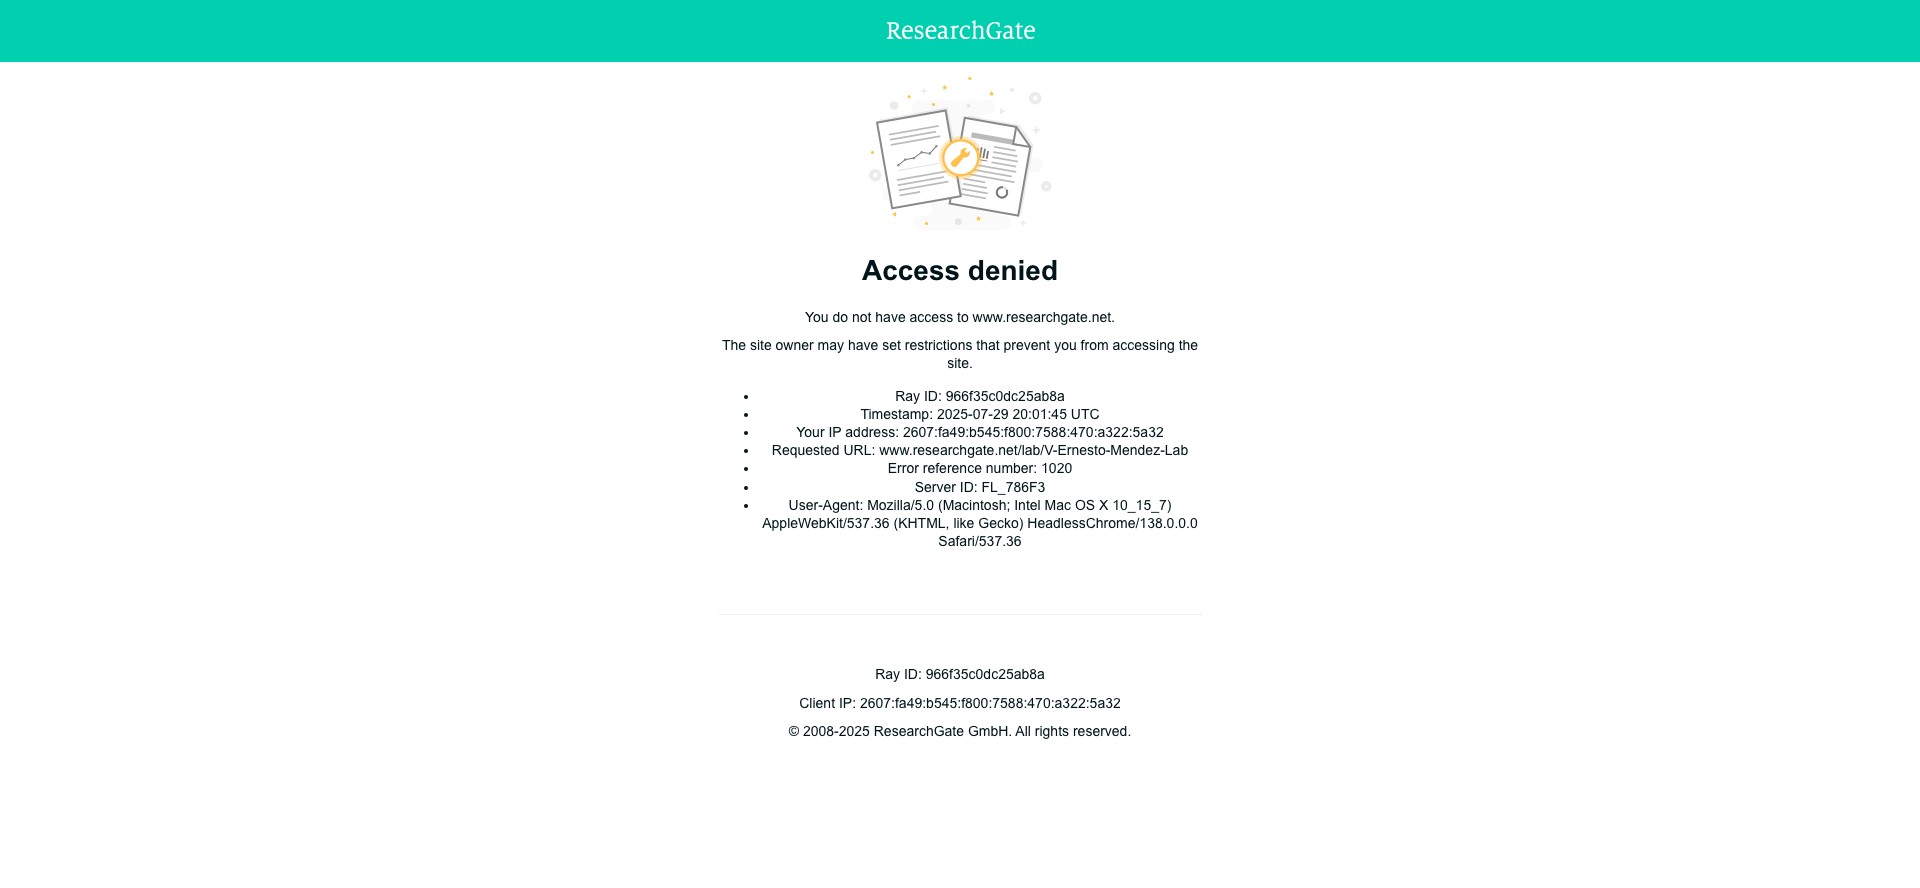 ResearchGate
Access denied
You do not have access to www.researchgate.net.
The site owner may have set restrictions that prevent you from accessing the
site.
Ray ID: 966f35c0dc25ab8a
Timestamp: 2025-07-29 20:01:45 UTC
Your IP address: 2607:fa49:b545:f800:7588:470:a322:5a32
Requested URL: www.researchgate.net/lab/V-Ernesto-Mendez-Lab
Error reference number: 1020
Server ID: FL_786F3
User-Agent: Mozilla/5.0 (Macintosh; Intel Mac OS X 10_15_7)
AppleWebKit/537.36 (KHTML, like Gecko) HeadlessChrome/138.0.0.0
Safari/537.36
Ray ID: 966f35c0dc25ab8a
Client IP: 2607:fa49:b545:f800:7588:470:a322:5a32
© 2008-2025 ResearchGate GmbH. All rights reserved.